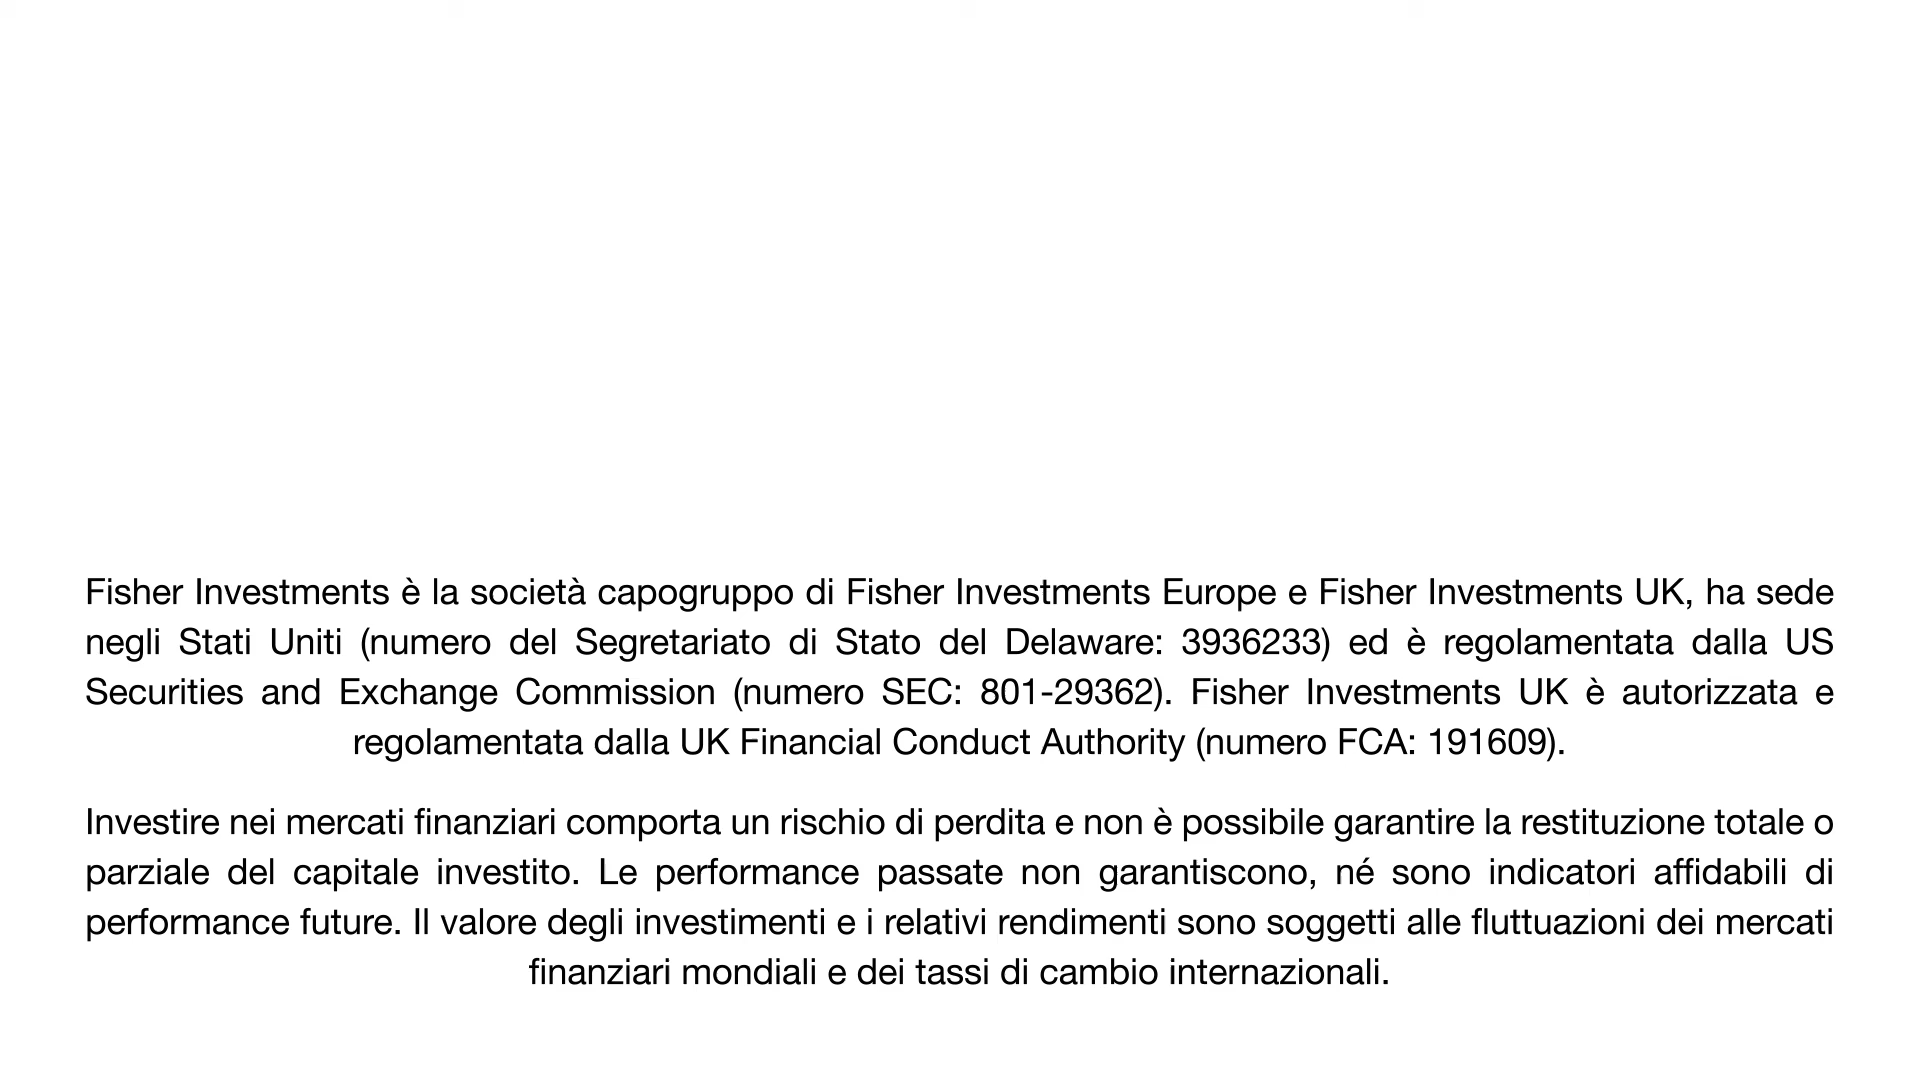 Fisher Investments è la società capogruppo di Fisher Investments Europe e Fisher Investments UK, ha sede
negli Stati Uniti (numero del Segretariato di Stato del Delaware: 3936233) ed è regolamentata dalla US
Securities and Exchange Commission (numero SEC: 801-29362). Fisher Investments UK è autorizzata e
regolamentata dalla UK Financial Conduct Authority (numero FCA: 191609).
Investire nei mercati finanziari comporta un rischio di perdita e non è possibile garantire la restituzione totale o
parziale del capitale investito. Le performance passate non garantiscono, né sono indicatori affidabili di
performance future. Il valore degli investimenti e i relativi rendimenti sono soggetti alle fluttuazioni dei mercati
finanziari mondiali e dei tassi di cambio internazionali.